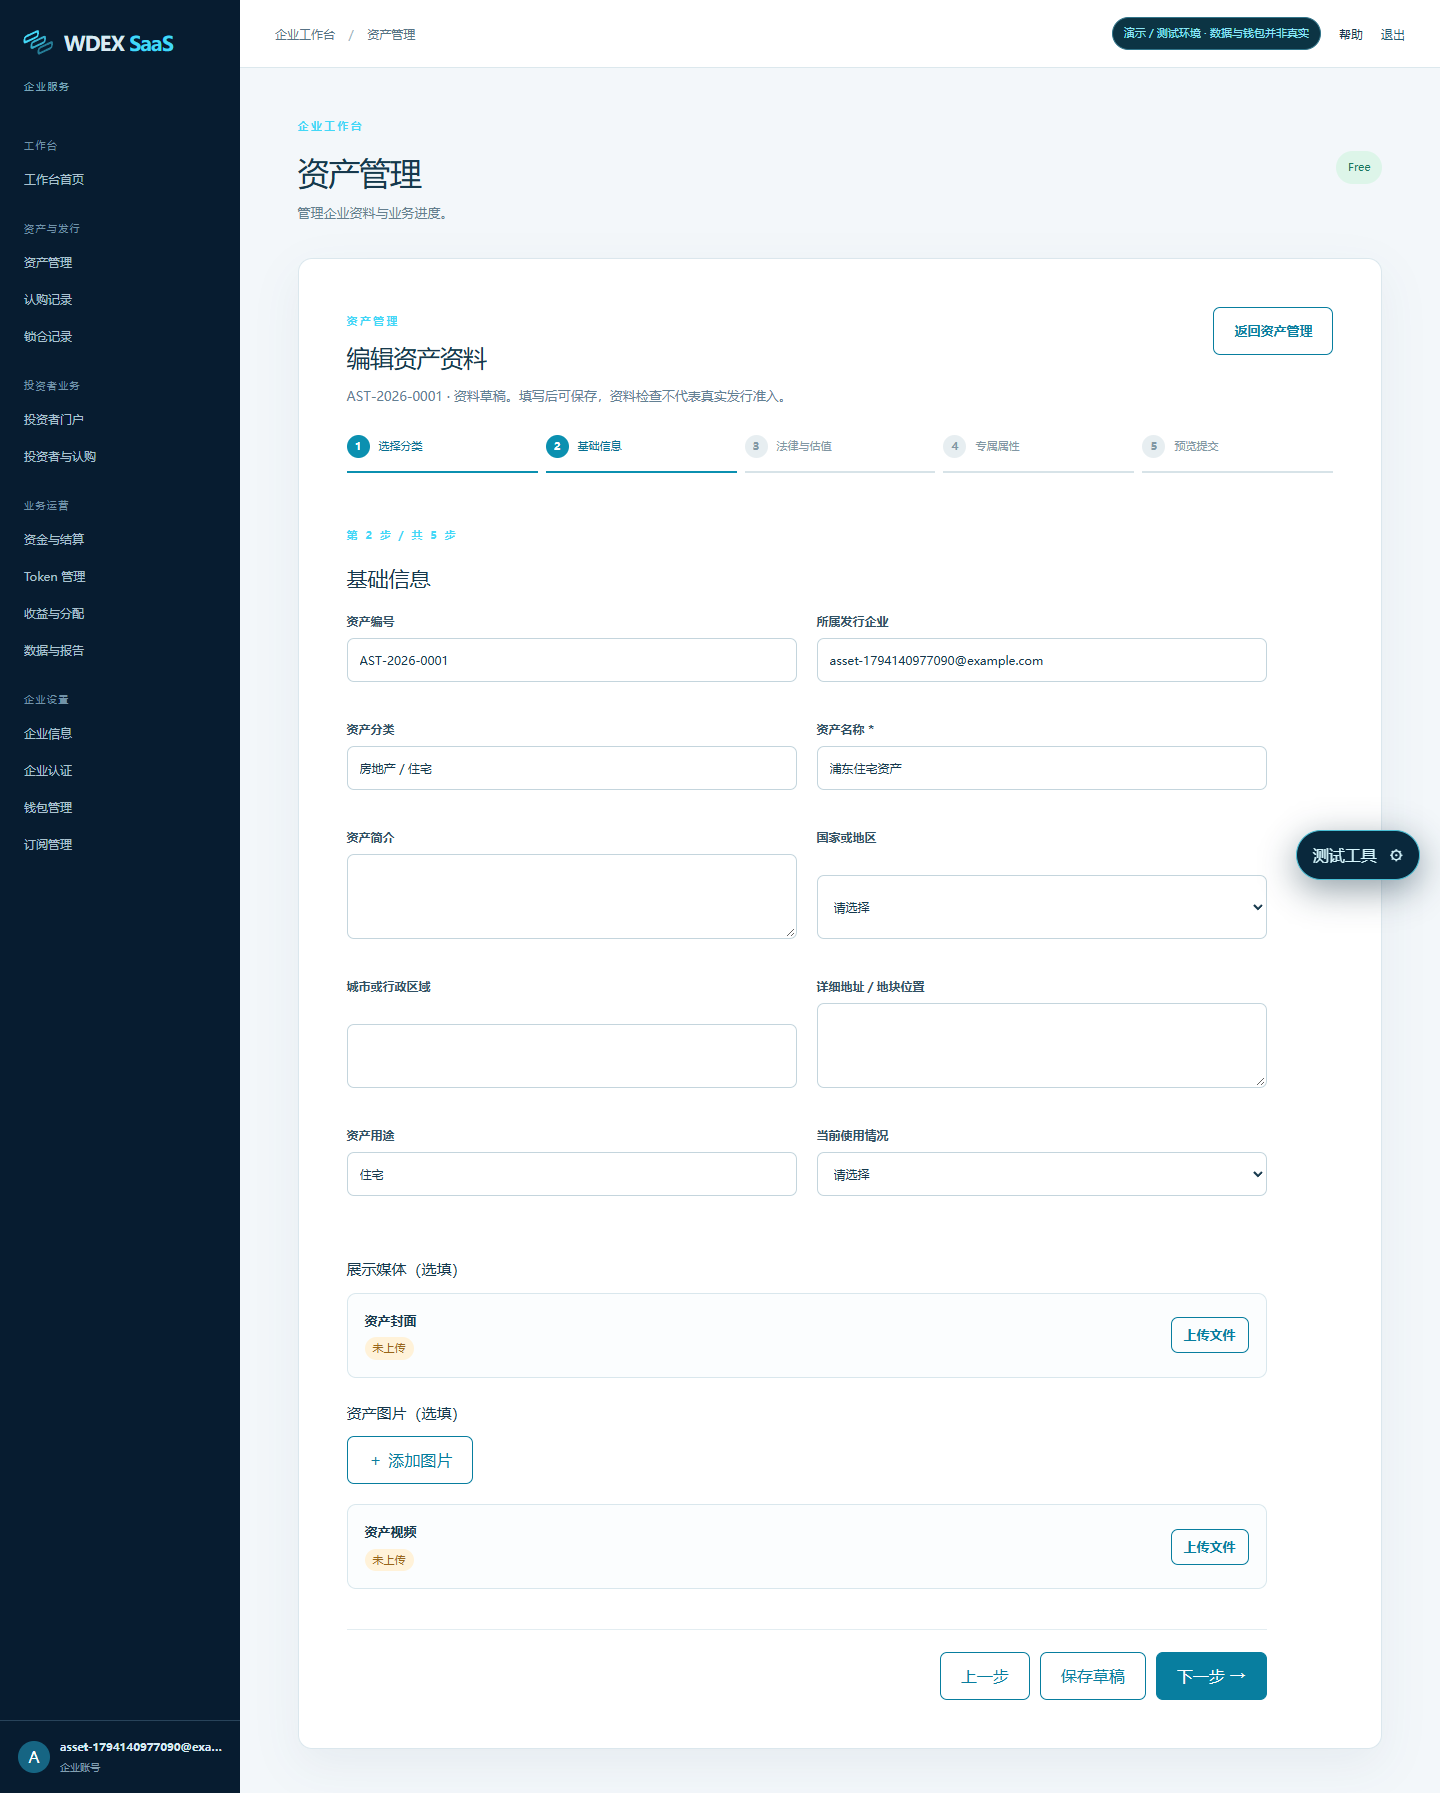 WDEX SaaS
企业服务
工作台
工作台首页
资产与发行
资产管理
认购记录
锁仓记录
投资者业务
投资者门户
投资者与认购
业务运营
资金与结算
Token 管理
收益与分配
数据与报告
企业设置
企业信息
企业认证
钱包管理
订阅管理
A
asset-1794140977090@exa...
企业账号
企业工作台 / 资产管理
演示 / 测试环境 · 数据与钱包并非真实
帮助
退出
企业工作台
资产管理
Free
管理企业资料与业务进度。
资产管理
返回资产管理
编辑资产资料
AST-2026-0001 · 资料草稿。填写后可保存，资料检查不代表真实发行准入。
1 选择分类
2 基础信息
3 法律与估值
4 专属属性
5 预览提交
第 2 步 / 共 5 步
基础信息
资产编号
AST-2026-0001
所属发行企业
asset-1794140977090@example.com
资产分类
房地产 / 住宅
资产名称 *
浦东住宅资产
资产简介
国家或地区
请选择
测试工具 ⚙
城市或行政区域
详细地址 / 地块位置
资产用途
住宅
当前使用情况
请选择
展示媒体（选填）
资产封面
未上传
上传文件
资产图片（选填）
+ 添加图片
资产视频
未上传
上传文件
上一步
保存草稿
下一步 →